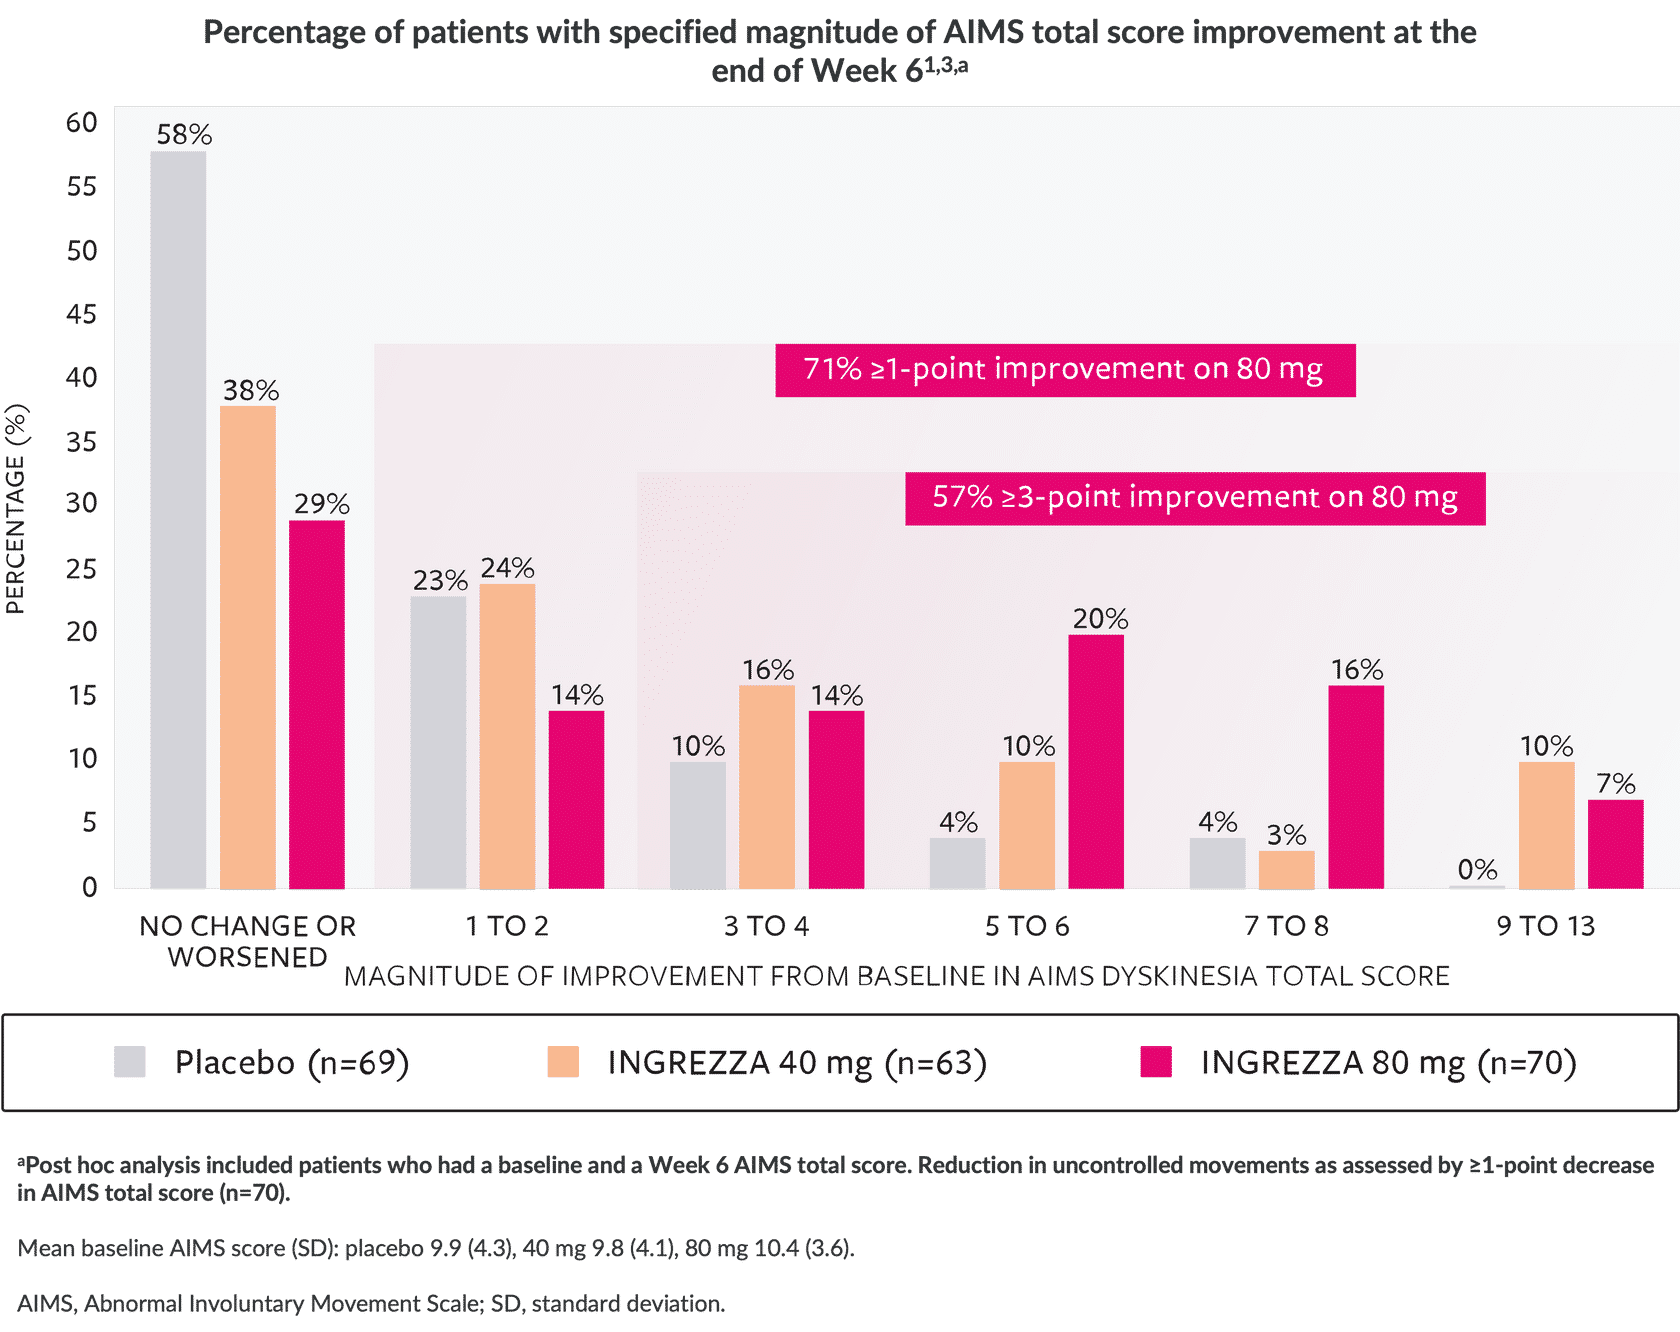 Percentage of patients with specified magnitude of AIMS total score improvement at the
end of Week 6¹,³,ᵃ
PERCENTAGE (%)
60
55
50
45
40
35
30
25
20
15
10
5
0
58%
38%
29%
23%
24%
14%
10%
16%
14%
4%
10%
20%
4%
3%
16%
0%
10%
7%
71% ≥1-point improvement on 80 mg
57% ≥3-point improvement on 80 mg
NO CHANGE OR
WORSENED
1 TO 2
3 TO 4
5 TO 6
7 TO 8
9 TO 13
MAGNITUDE OF IMPROVEMENT FROM BASELINE IN AIMS DYSKINESIA TOTAL SCORE
Placebo (n=69)
INGREZZA 40 mg (n=63)
INGREZZA 80 mg (n=70)
ᵃPost hoc analysis included patients who had a baseline and a Week 6 AIMS total score. Reduction in uncontrolled movements as assessed by ≥1-point decrease
in AIMS total score (n=70).
Mean baseline AIMS score (SD): placebo 9.9 (4.3), 40 mg 9.8 (4.1), 80 mg 10.4 (3.6).
AIMS, Abnormal Involuntary Movement Scale; SD, standard deviation.